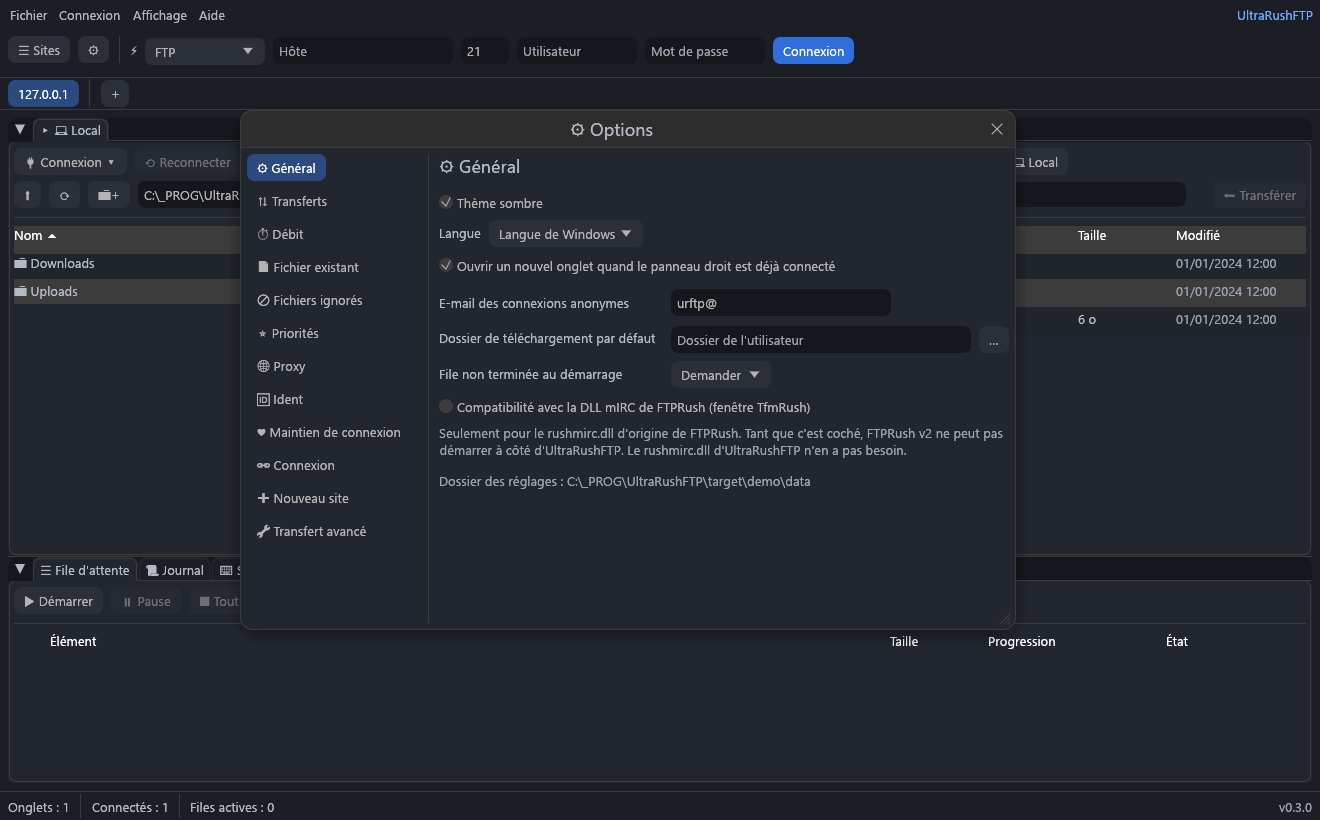 Fichier Connexion Affichage Aide UltraRushFTP
Sites FTP Hôte 21 Utilisateur Mot de passe Connexion
127.0.0.1 +
Local
Options
Connexion Reconnecter
Local
C:\_PROG\UltraR
Transférer
Nom Taille Modifié
Downloads 01/01/2024 12:00
Uploads 01/01/2024 12:00
6 o 01/01/2024 12:00
Général
Transferts
Débit
Fichier existant
Fichiers ignorés
Priorités
Proxy
Ident
Maintien de connexion
Connexion
Nouveau site
Transfert avancé
Général
Thème sombre
Langue Langue de Windows
Ouvrir un nouvel onglet quand le panneau droit est déjà connecté
E-mail des connexions anonymes urftp@
Dossier de téléchargement par défaut Dossier de l'utilisateur ...
File non terminée au démarrage Demander
Compatibilité avec la DLL mIRC de FTPRush (fenêtre TfmRush)
Seulement pour le rushmirc.dll d'origine de FTPRush. Tant que c'est coché, FTPRush v2 ne peut pas
démarrer à côté d'UltraRushFTP. Le rushmirc.dll d'UltraRushFTP n'en a pas besoin.
Dossier des réglages : C:\_PROG\UltraRushFTP\target\demo\data
File d'attente Journal S
Démarrer Pause Tout
Élément Taille Progression État
Onglets : 1 Connectés : 1 Files actives : 0 v0.3.0